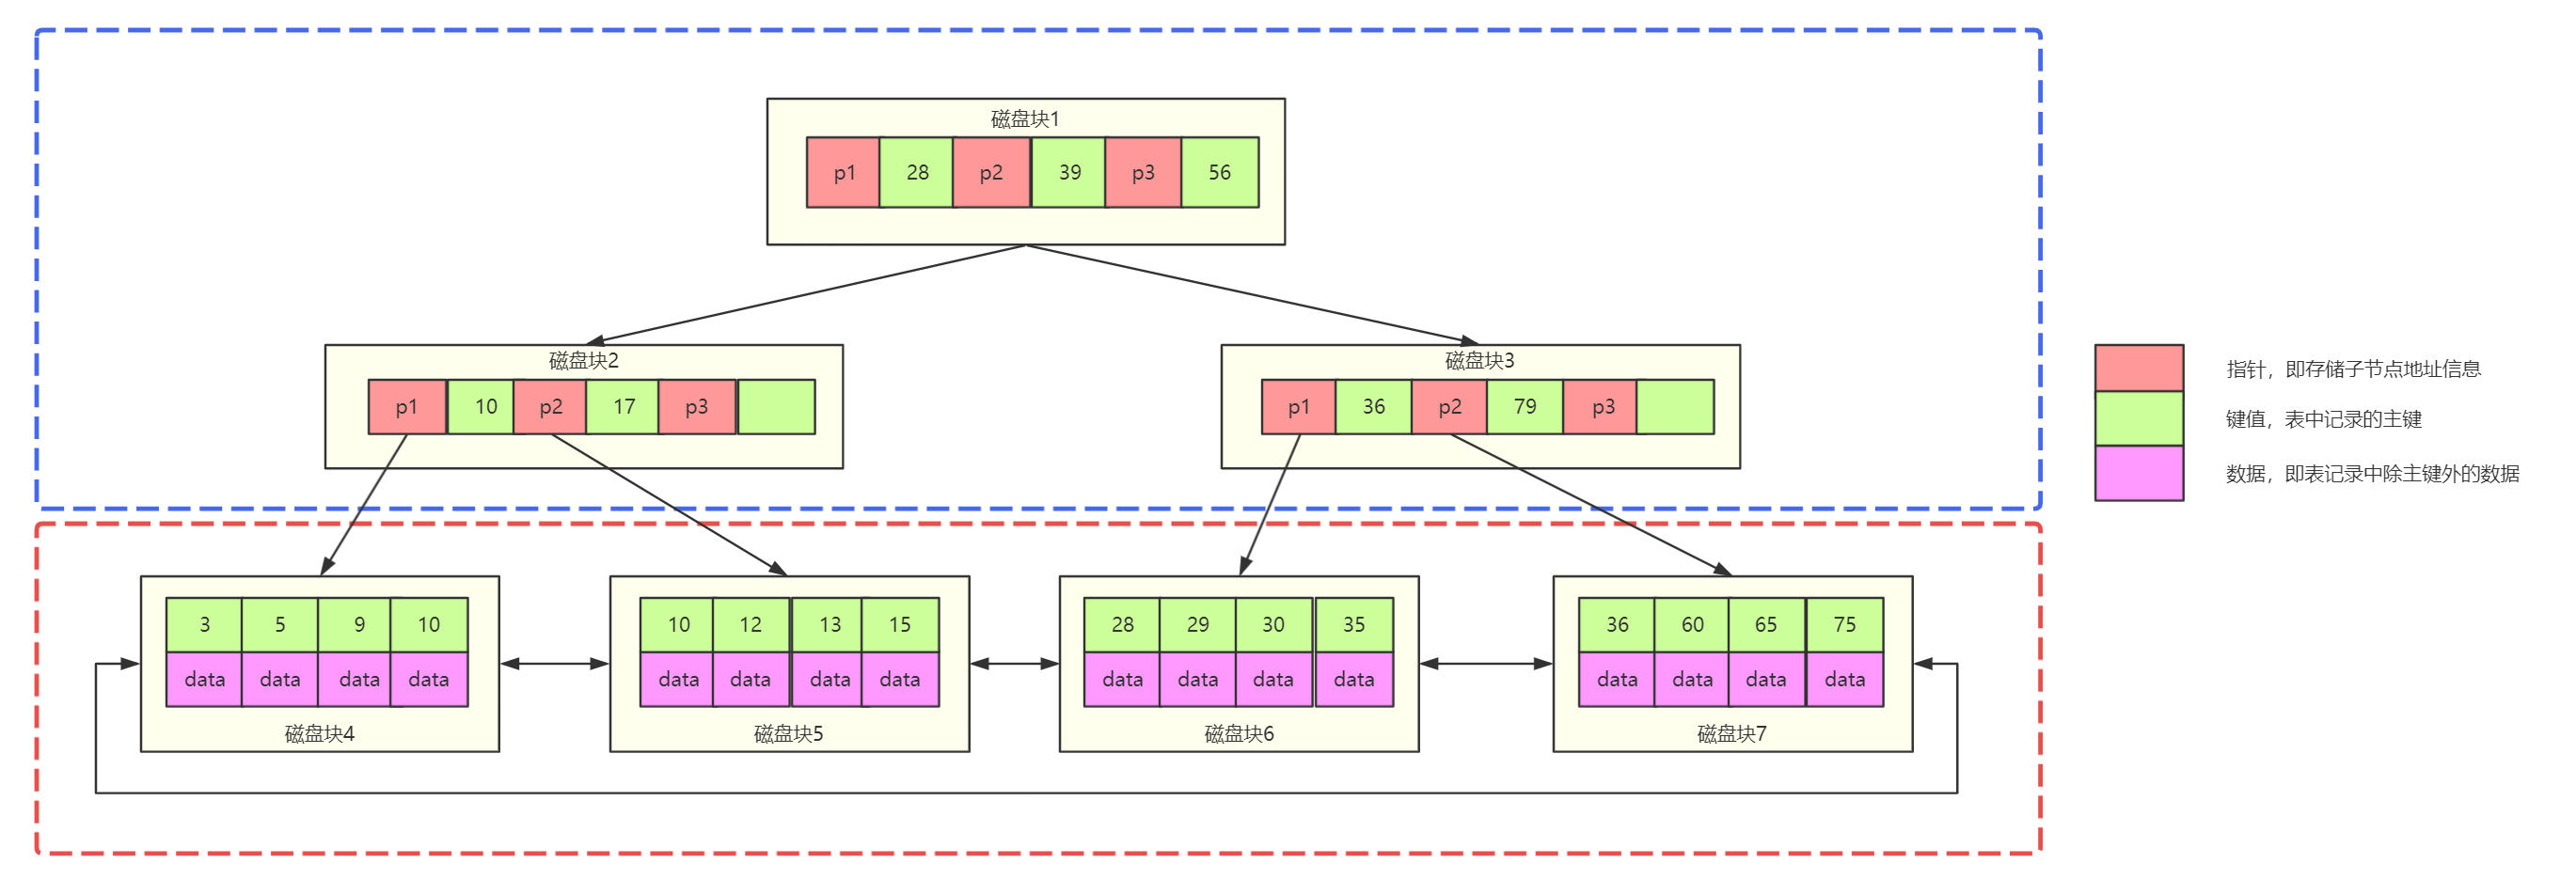 磁盘块1
p1 28 p2 39 p3 56
磁盘块2
p1 10 p2 17 p3
磁盘块3
p1 36 p2 79 p3
指针，即存储子节点地址信息
键值，表中记录的主键
数据，即表记录中除主键外的数据
3 5 9 10
data data data data
磁盘块4
10 12 13 15
data data data data
磁盘块5
28 29 30 35
data data data data
磁盘块6
36 60 65 75
data data data data
磁盘块7